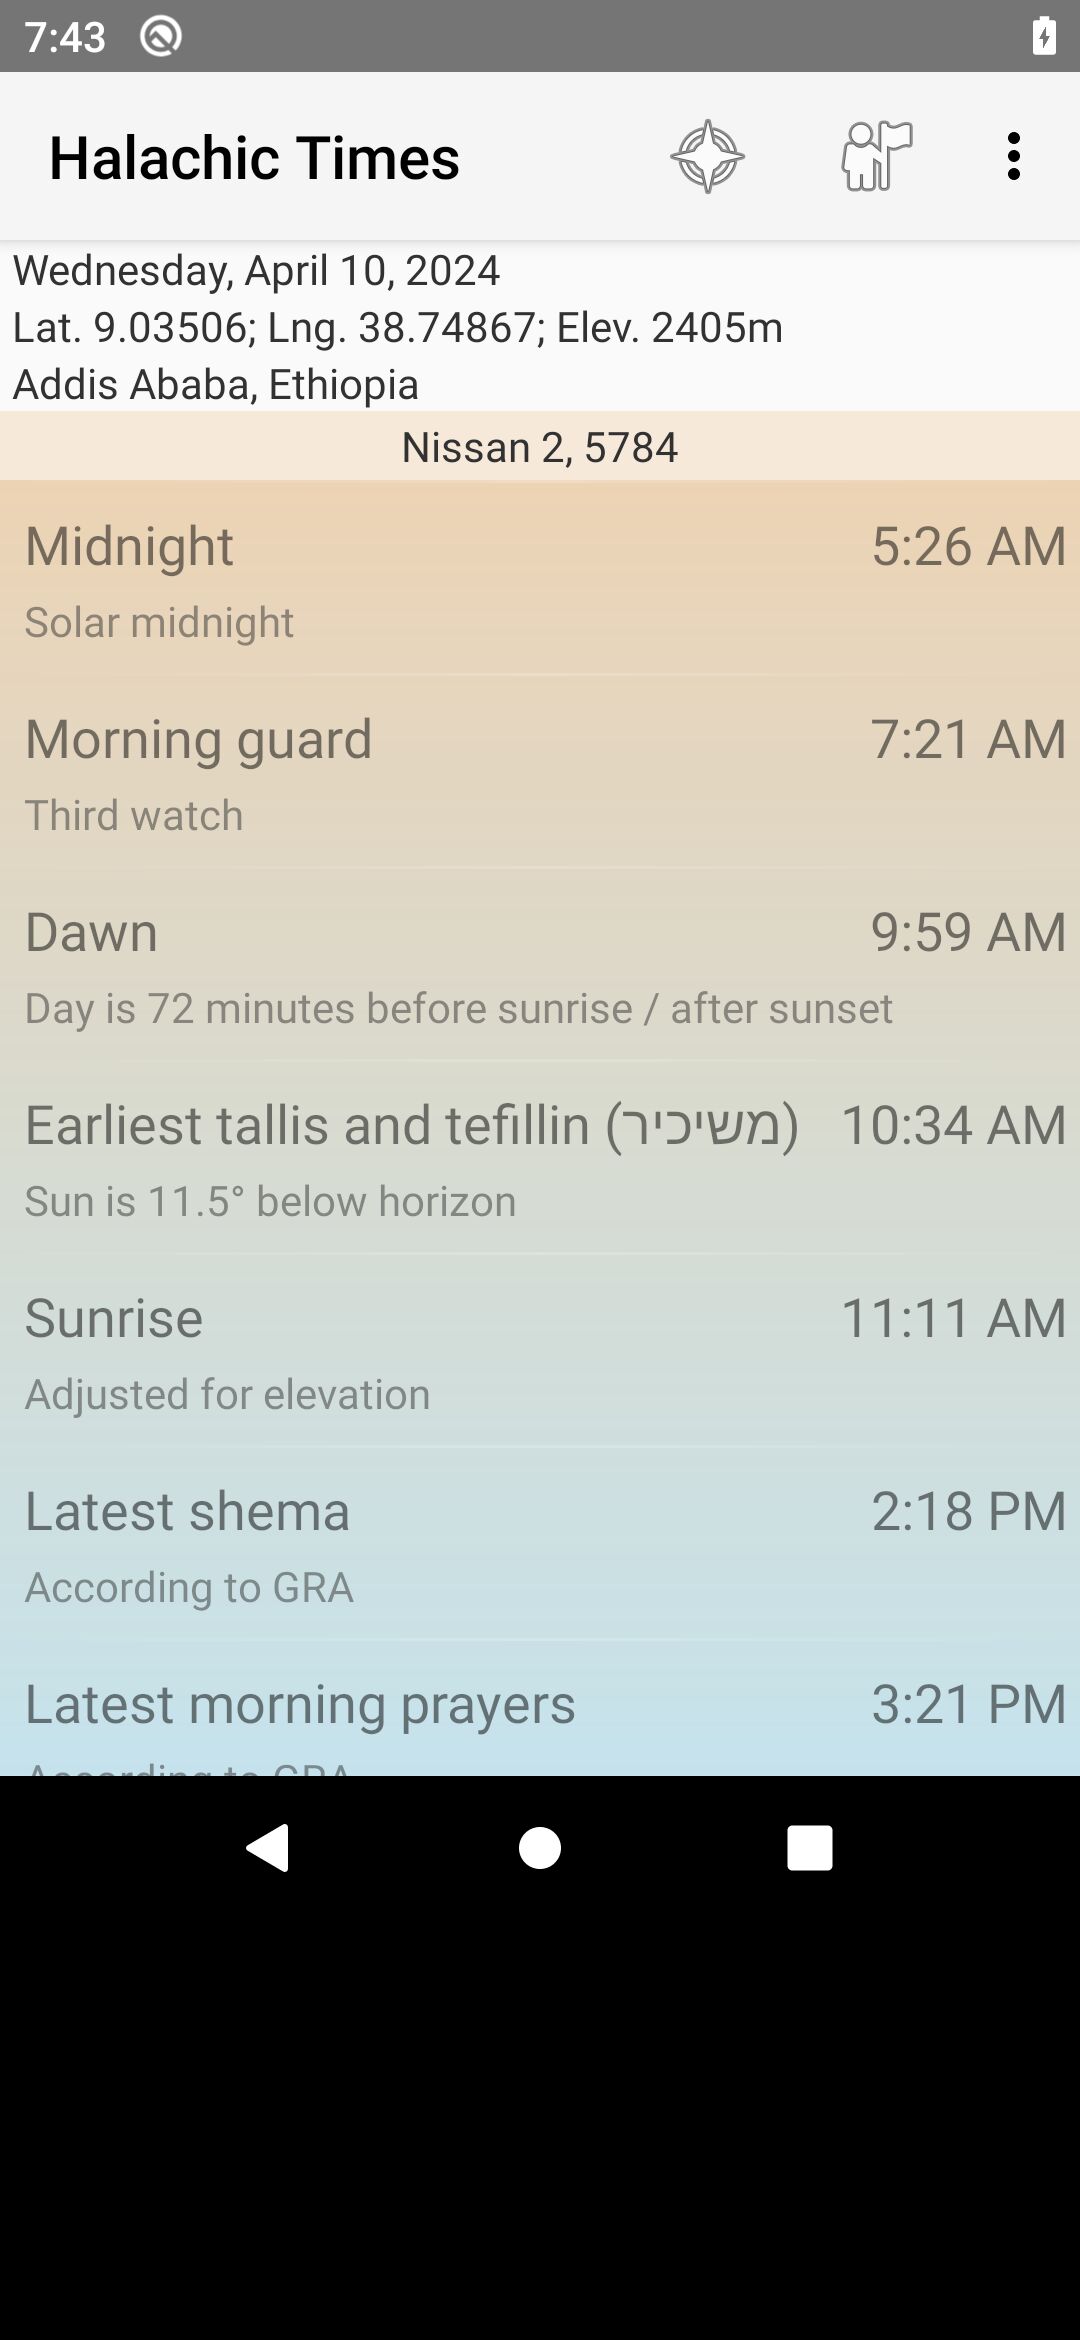 7:43
Halachic Times
Wednesday, April 10, 2024
Lat. 9.03506; Lng. 38.74867; Elev. 2405m
Addis Ababa, Ethiopia
Nissan 2, 5784
Midnight 5:26 AM
Solar midnight
Morning guard 7:21 AM
Third watch
Dawn 9:59 AM
Day is 72 minutes before sunrise / after sunset
Earliest tallis and tefillin (משיכיר) 10:34 AM
Sun is 11.5° below horizon
Sunrise 11:11 AM
Adjusted for elevation
Latest shema 2:18 PM
According to GRA
Latest morning prayers 3:21 PM
According to GRA